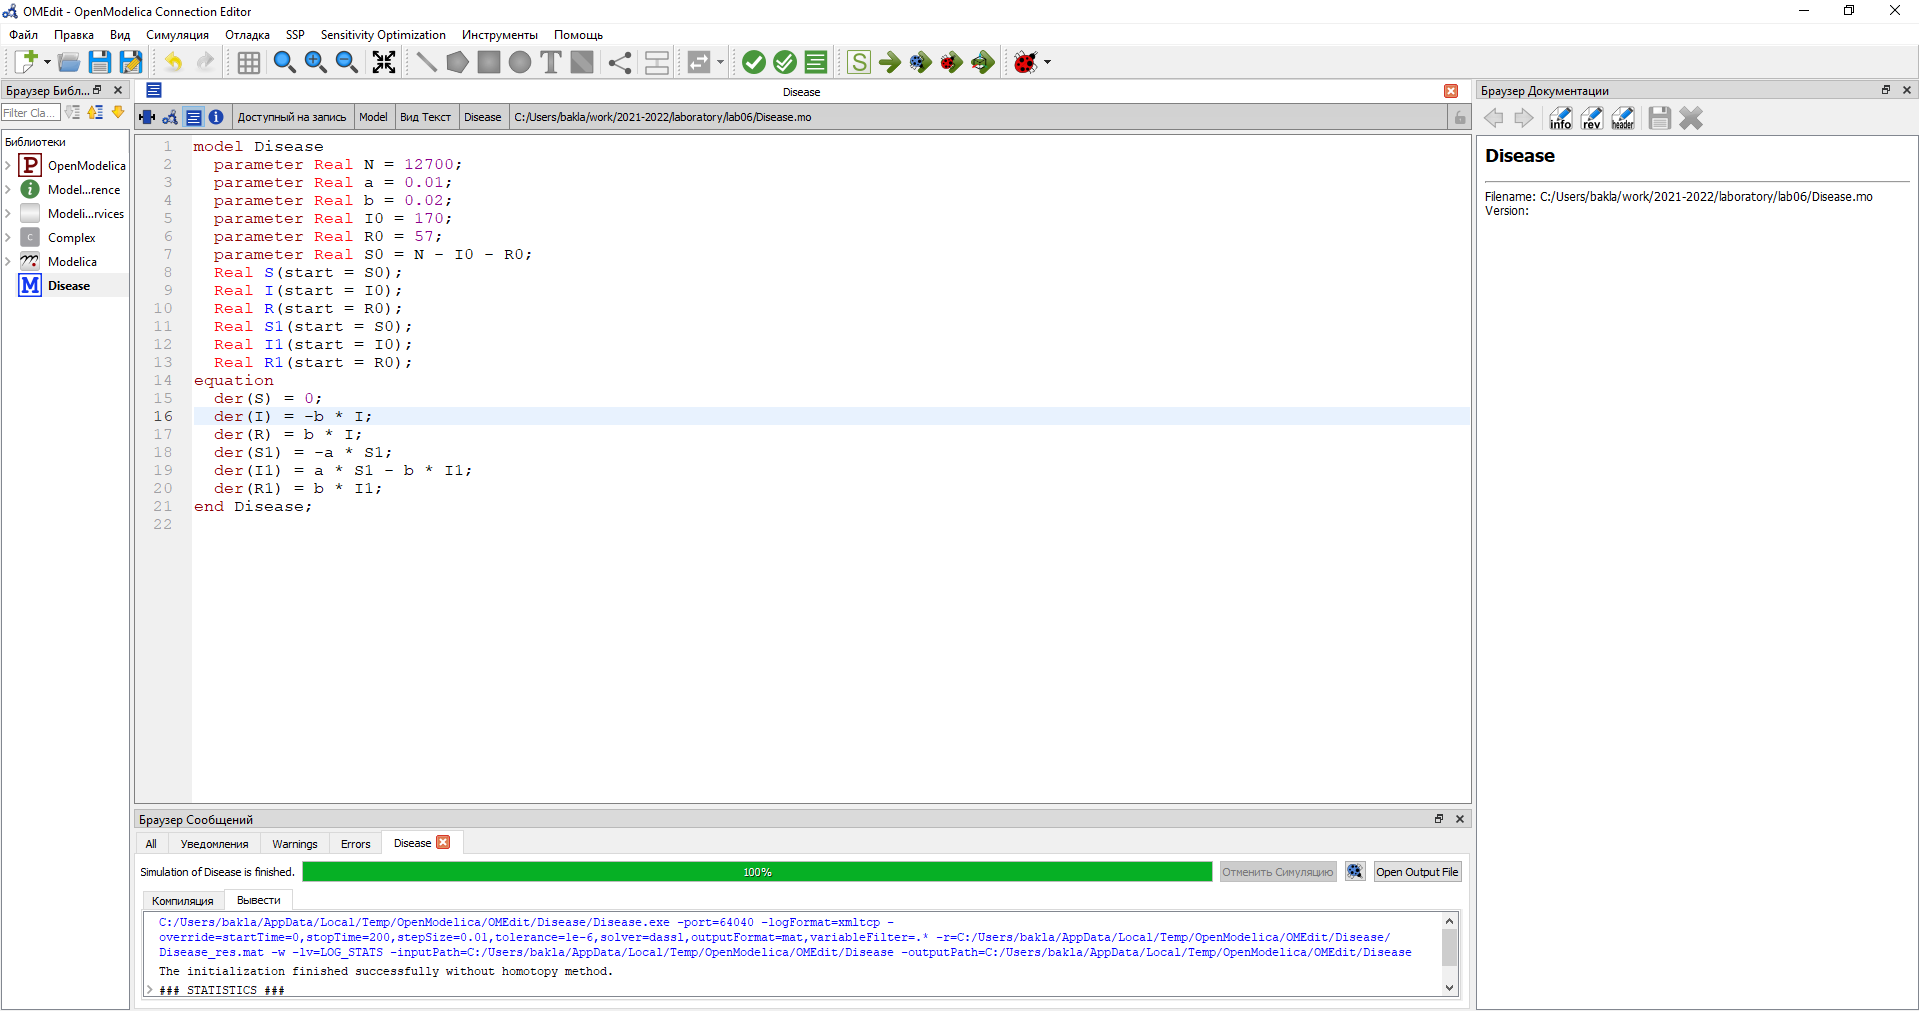 OMEdit - OpenModelica Connection Editor
Файл Правка Вид Симуляция Отладка SSP Sensitivity Optimization Инструменты Помощь
Браузер Библ...
Filter Cla...
Библиотеки
P OpenModelica
i Model...rence
Modeli...rvices
C Complex
Modelica
M Disease
Disease
Доступный на запись Model Вид Текст Disease C:/Users/bakla/work/2021-2022/laboratory/lab06/Disease.mo
1 model Disease
2 parameter Real N = 12700;
3 parameter Real a = 0.01;
4 parameter Real b = 0.02;
5 parameter Real I0 = 170;
6 parameter Real R0 = 57;
7 parameter Real S0 = N - I0 - R0;
8 Real S(start = S0);
9 Real I(start = I0);
10 Real R(start = R0);
11 Real S1(start = S0);
12 Real I1(start = I0);
13 Real R1(start = R0);
14 equation
15 der(S) = 0;
16 der(I) = -b * I;
17 der(R) = b * I;
18 der(S1) = -a * S1;
19 der(I1) = a * S1 - b * I1;
20 der(R1) = b * I1;
21 end Disease;
22
Браузер Сообщений
All Уведомления Warnings Errors Disease
Simulation of Disease is finished. 100% Отменить Симуляцию Open Output File
Компиляция Вывести
C:/Users/bakla/AppData/Local/Temp/OpenModelica/OMEdit/Disease/Disease.exe -port=64040 -logFormat=xmltcp -
override=startTime=0,stopTime=200,stepSize=0.01,tolerance=1e-6,solver=dassl,outputFormat=mat,variableFilter=.* -r=C:/Users/bakla/AppData/Local/Temp/OpenModelica/OMEdit/Disease/
Disease_res.mat -w -lv=LOG_STATS -inputPath=C:/Users/bakla/AppData/Local/Temp/OpenModelica/OMEdit/Disease -outputPath=C:/Users/bakla/AppData/Local/Temp/OpenModelica/OMEdit/Disease
The initialization finished successfully without homotopy method.
### STATISTICS ###
Браузер Документации
info rev header
Disease
Filename: C:/Users/bakla/work/2021-2022/laboratory/lab06/Disease.mo
Version: